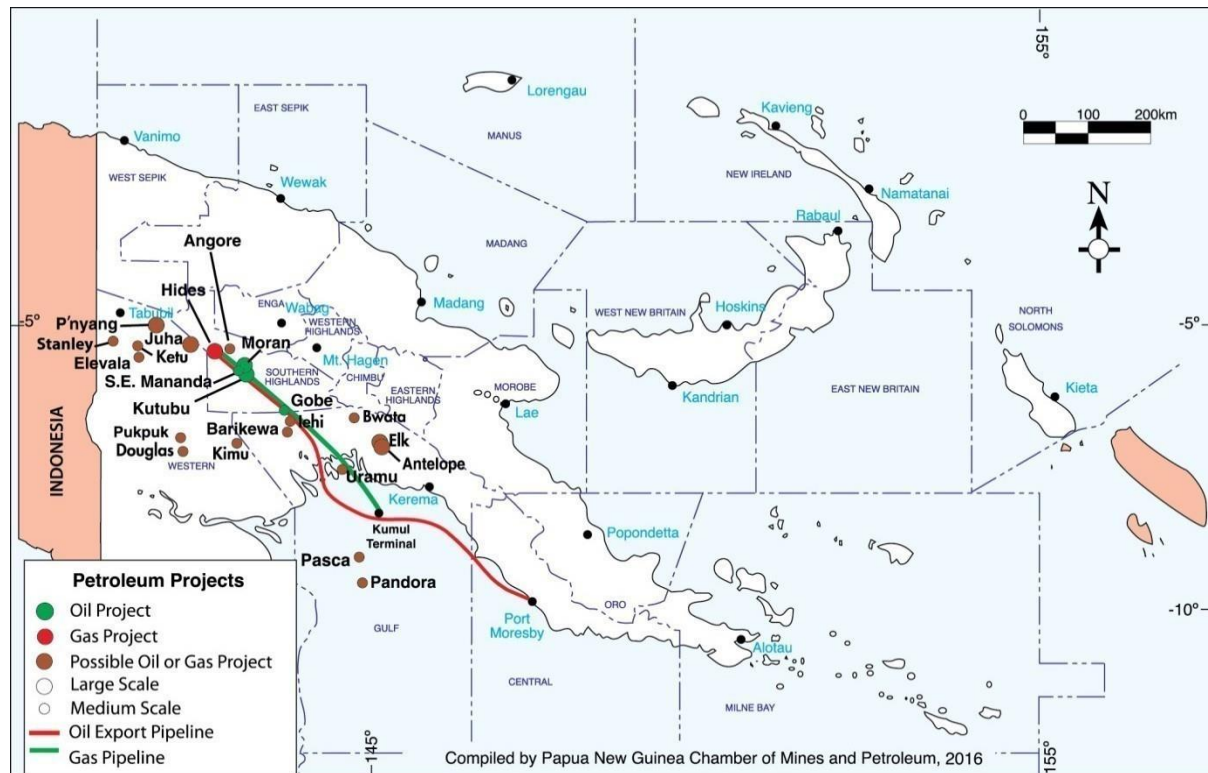 155°
Lorengau
Kavieng
EAST SEPIK
MANUS
0 100 200km
Vanimo
WEST SEPIK
NEW IRELAND
Wewak
Namatanai
N
Rabaul
Angore
MADANG
Hides
ENGA
Wabag
Madang
Hoskins
WEST NEW BRITAIN
NORTH
SOLOMONS
5°
-5°
Tabubil
P'nyang
WESTERN
HIGHLANDS
Stanley
Juha
Moran
Ketu
Mt. Hagen
Elevala
SOUTHERN
HIGHLANDS
CHIMBU
S.E. Mananda
EASTERN
HIGHLANDS
MOROBE
EAST NEW BRITAIN
Kandrian
Kieta
Kutubu
Gobe
Lae
Bwata
Iehi
Barikewa
Pukpuk
Kimu
Elk
Douglas
WESTERN
Antelope
INDONESIA
Uramu
Kerema
Kumul
Terminal
Popondetta
Pasca
Pandora
ORO
-10°
Port
Moresby
GULF
Alotau
CENTRAL
MILNE BAY
Petroleum Projects
Oil Project
Gas Project
Possible Oil or Gas Project
Large Scale
Medium Scale
Oil Export Pipeline
Gas Pipeline
145°
Compiled by Papua New Guinea Chamber of Mines and Petroleum, 2016
155°